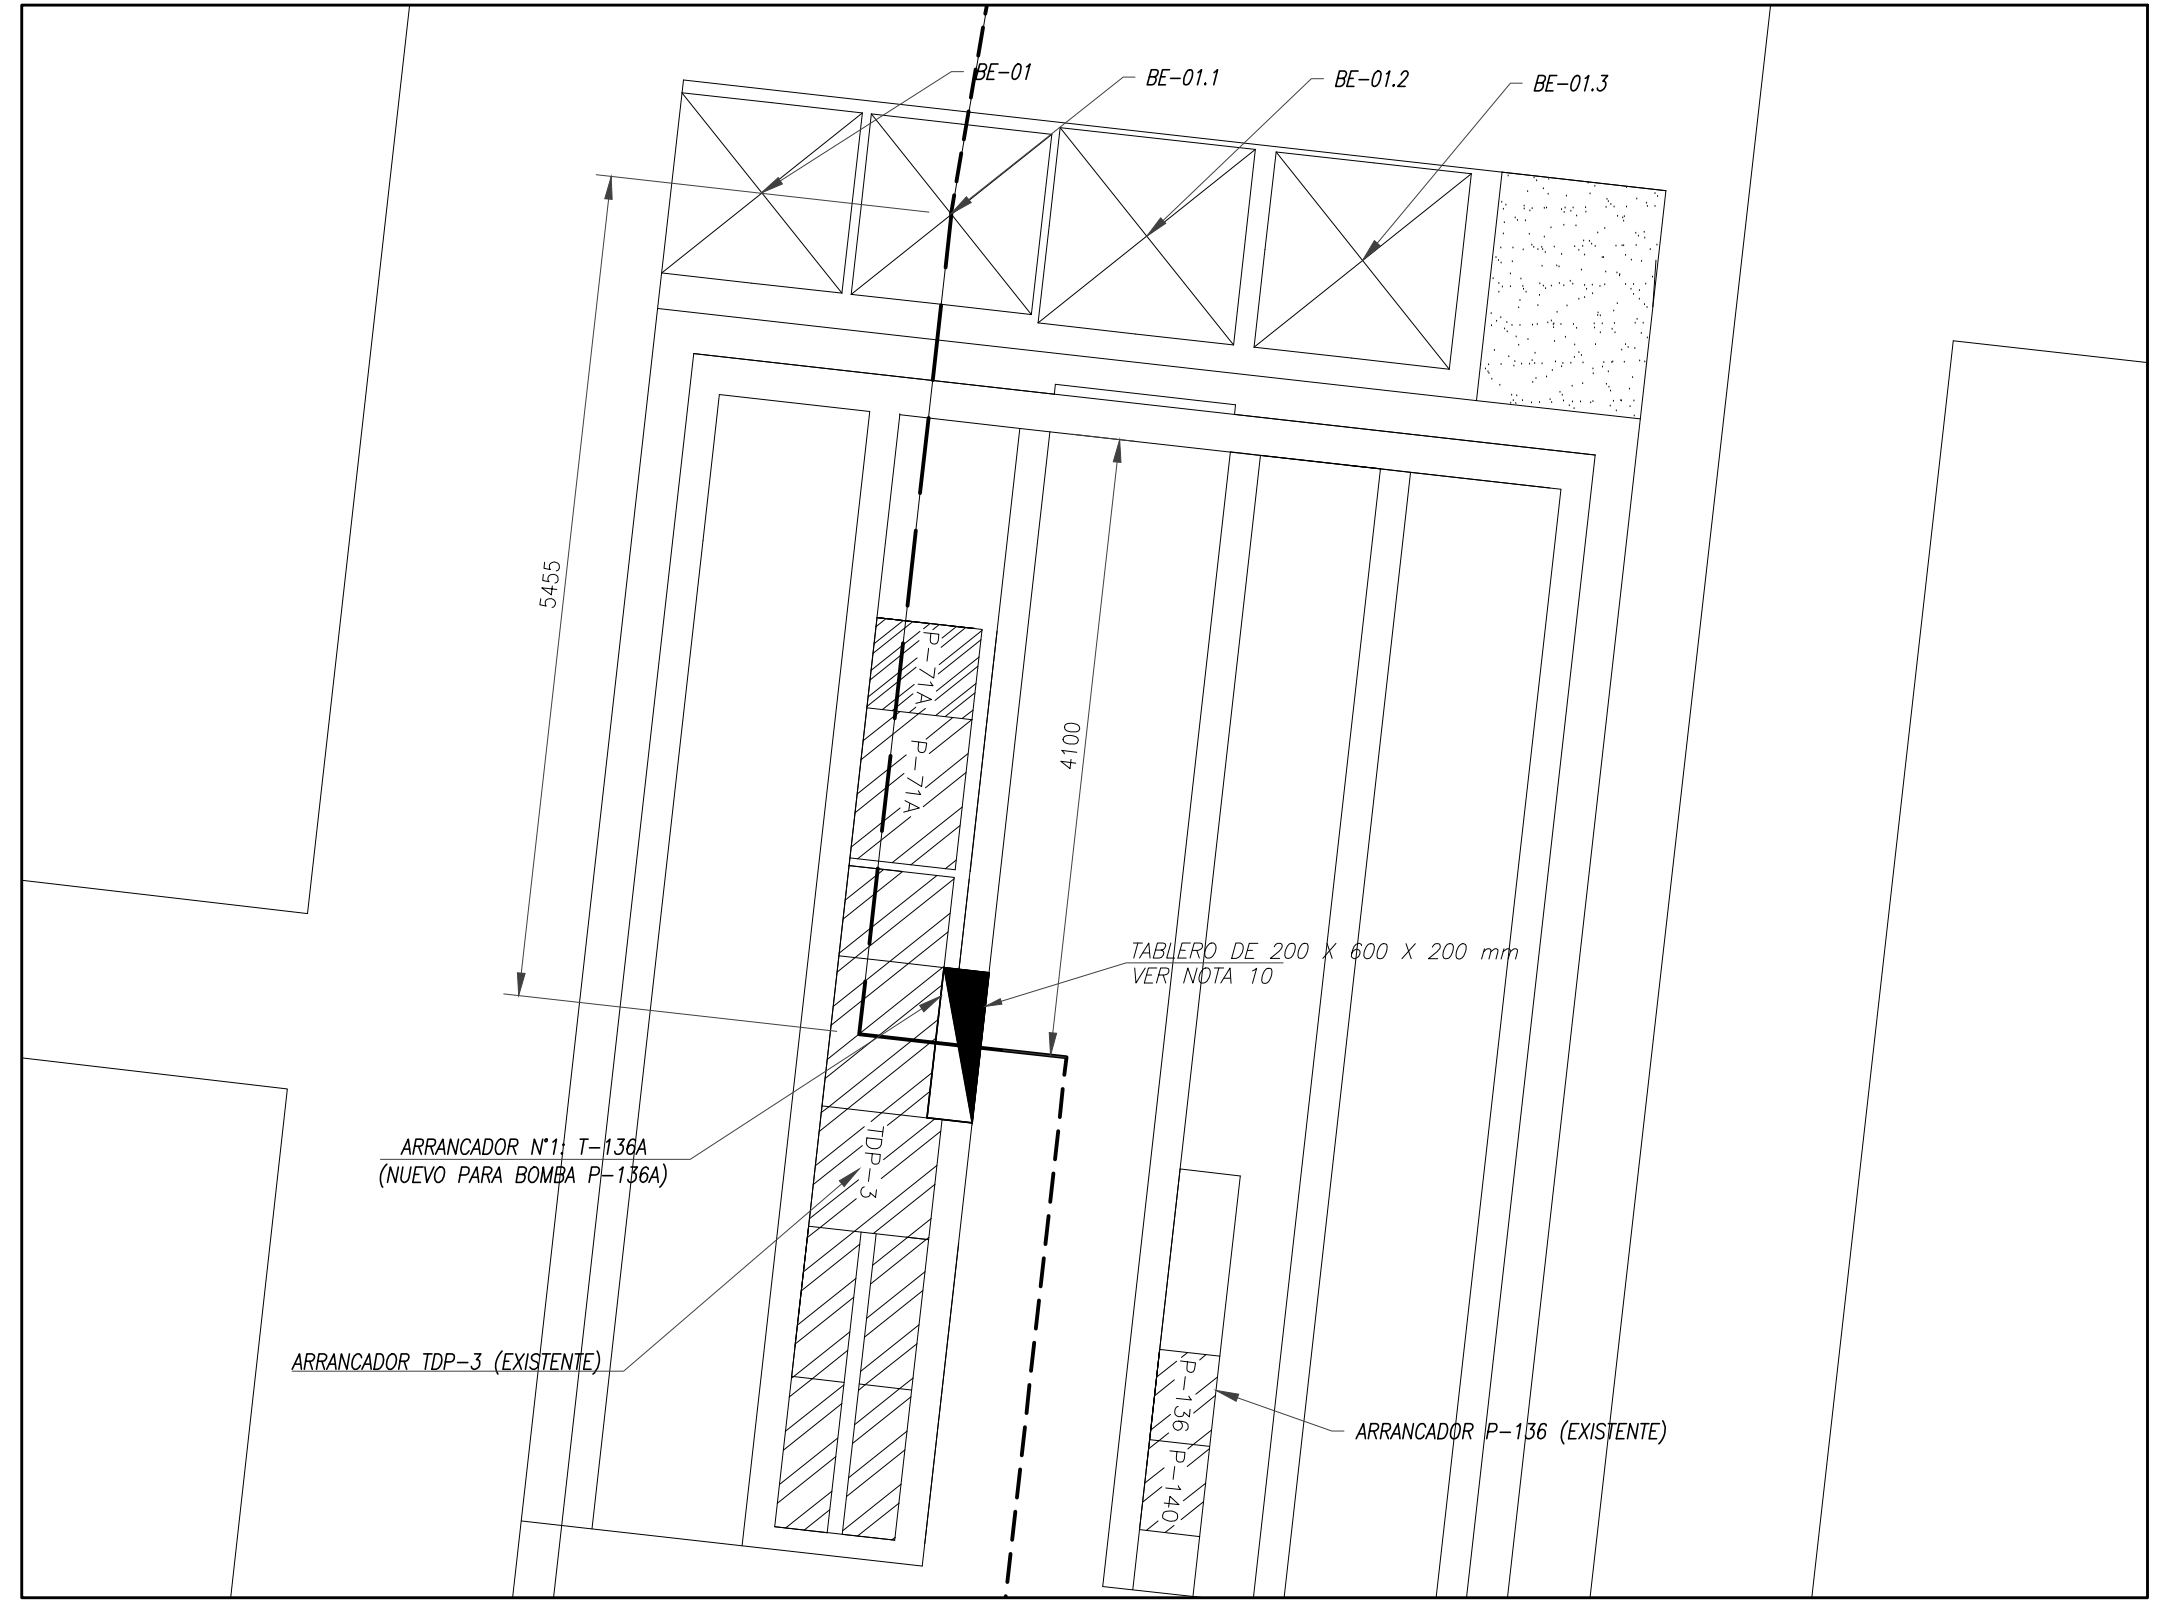 BE-01
BE-01.1
BE-01.2
BE-01.3
5455
P-71A
4100
P-71A
TABLERO DE 200 X 600 X 200 mm
VER NOTA 10
ARRANCADOR N°1: T-136A
(NUEVO PARA BOMBA P-136A)
TDP-3
ARRANCADOR TDP-3 (EXISTENTE)
P-136
ARRANCADOR P-136 (EXISTENTE)
P-140